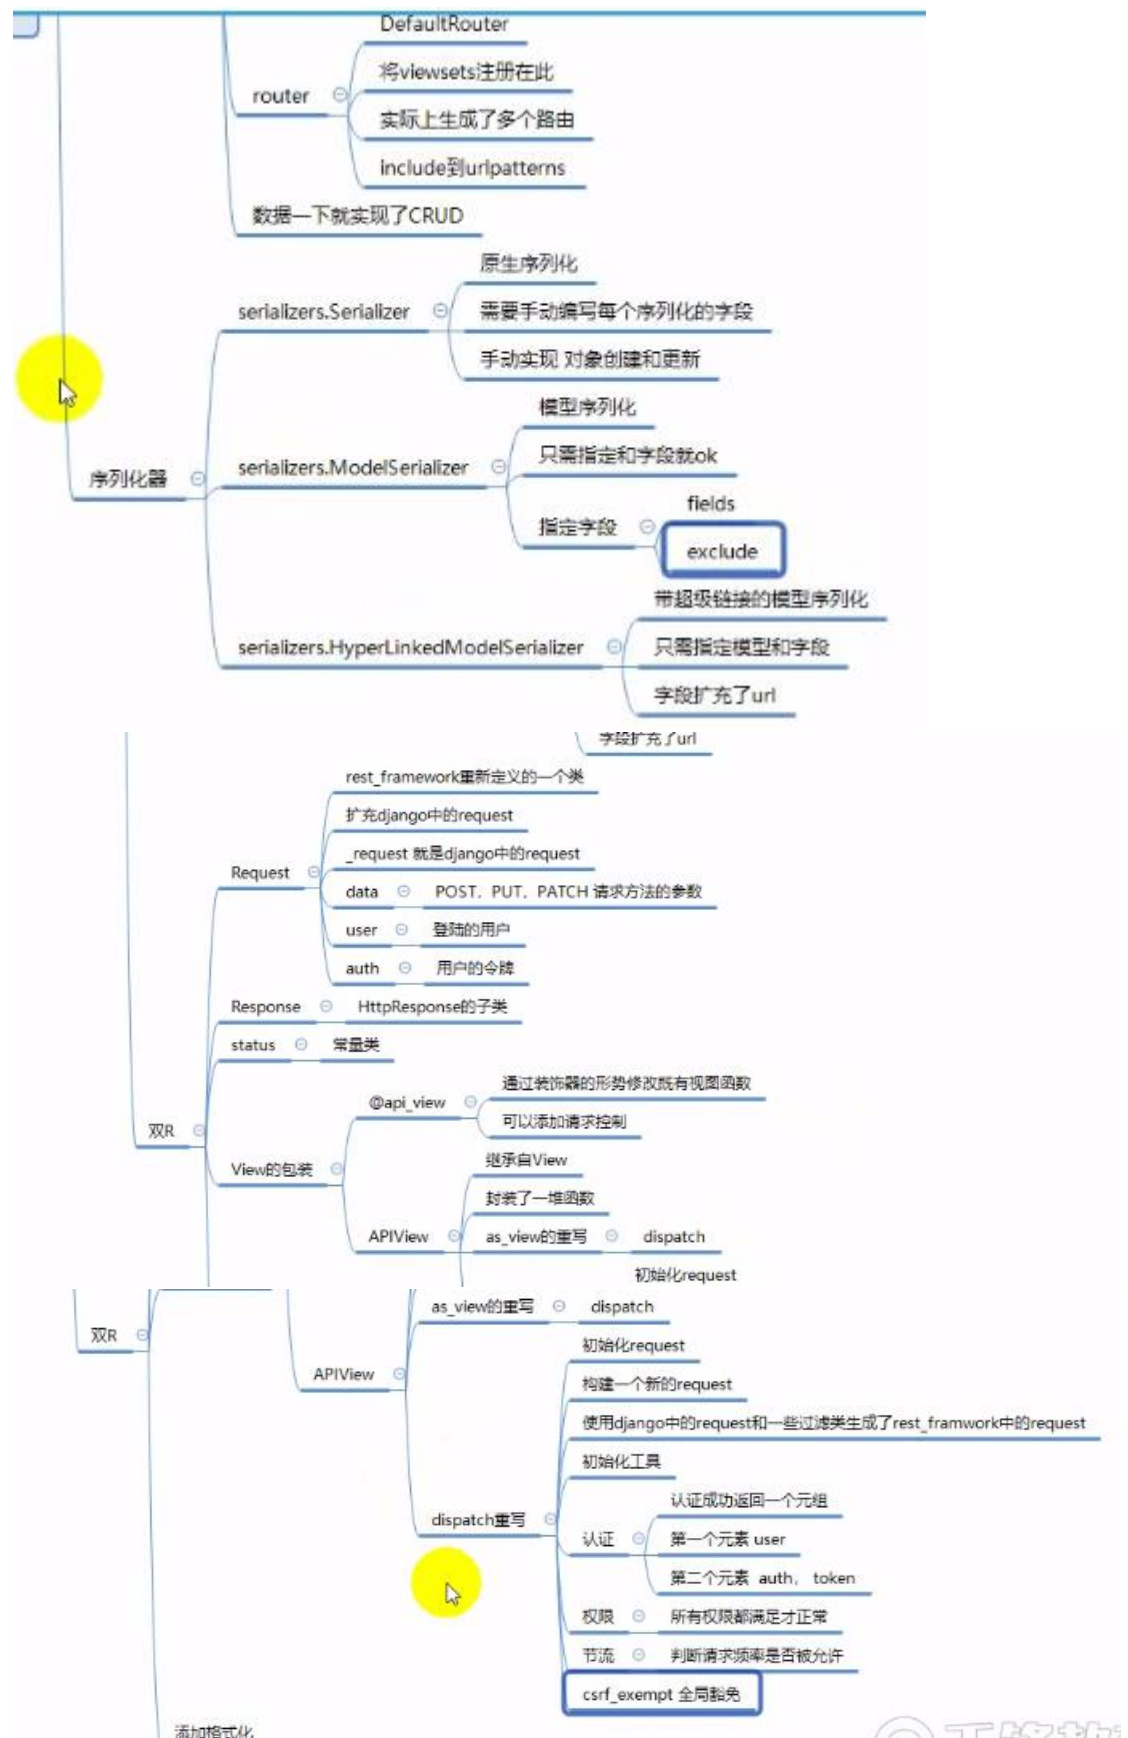 DefaultRouter
将viewsets注册在此
router
实际上生成了多个路由
include到urlpatterns
数据一下就实现了CRUD
原生序列化
serializers.Serializer
需要手动编写每个序列化的字段
手动实现 对象创建和更新
模型序列化
只需指定和字段就ok
serializers.ModelSerializer
序列化器
fields
指定字段
exclude
带超级链接的模型序列化
serializers.HyperLinkedModelSerializer
只需指定模型和字段
字段扩充了url
字段扩充了url
rest_framework重新定义的一个类
扩充django中的request
_request 就是django中的request
Request
data
POST，PUT，PATCH 请求方法的参数
user
登陆的用户
auth
用户的令牌
Response
HttpResponse的子类
status
常量类
通过装饰器的形势修改既有视图函数
@api_view
可以添加请求控制
双R
继承自View
View的包装
封装了一堆函数
APIView
as_view的重写
dispatch
初始化request
as_view的重写
dispatch
双R
初始化request
APIView
构建一个新的request
使用django中的request和一些过滤类生成了rest_framwork中的request
初始化工具
认证成功返回一个元组
dispatch重写
认证
第一个元素 user
第二个元素 auth， token
权限
所有权限都满足才正常
节流
判断请求频率是否被允许
csrf_exempt 全局豁免
添加格式化